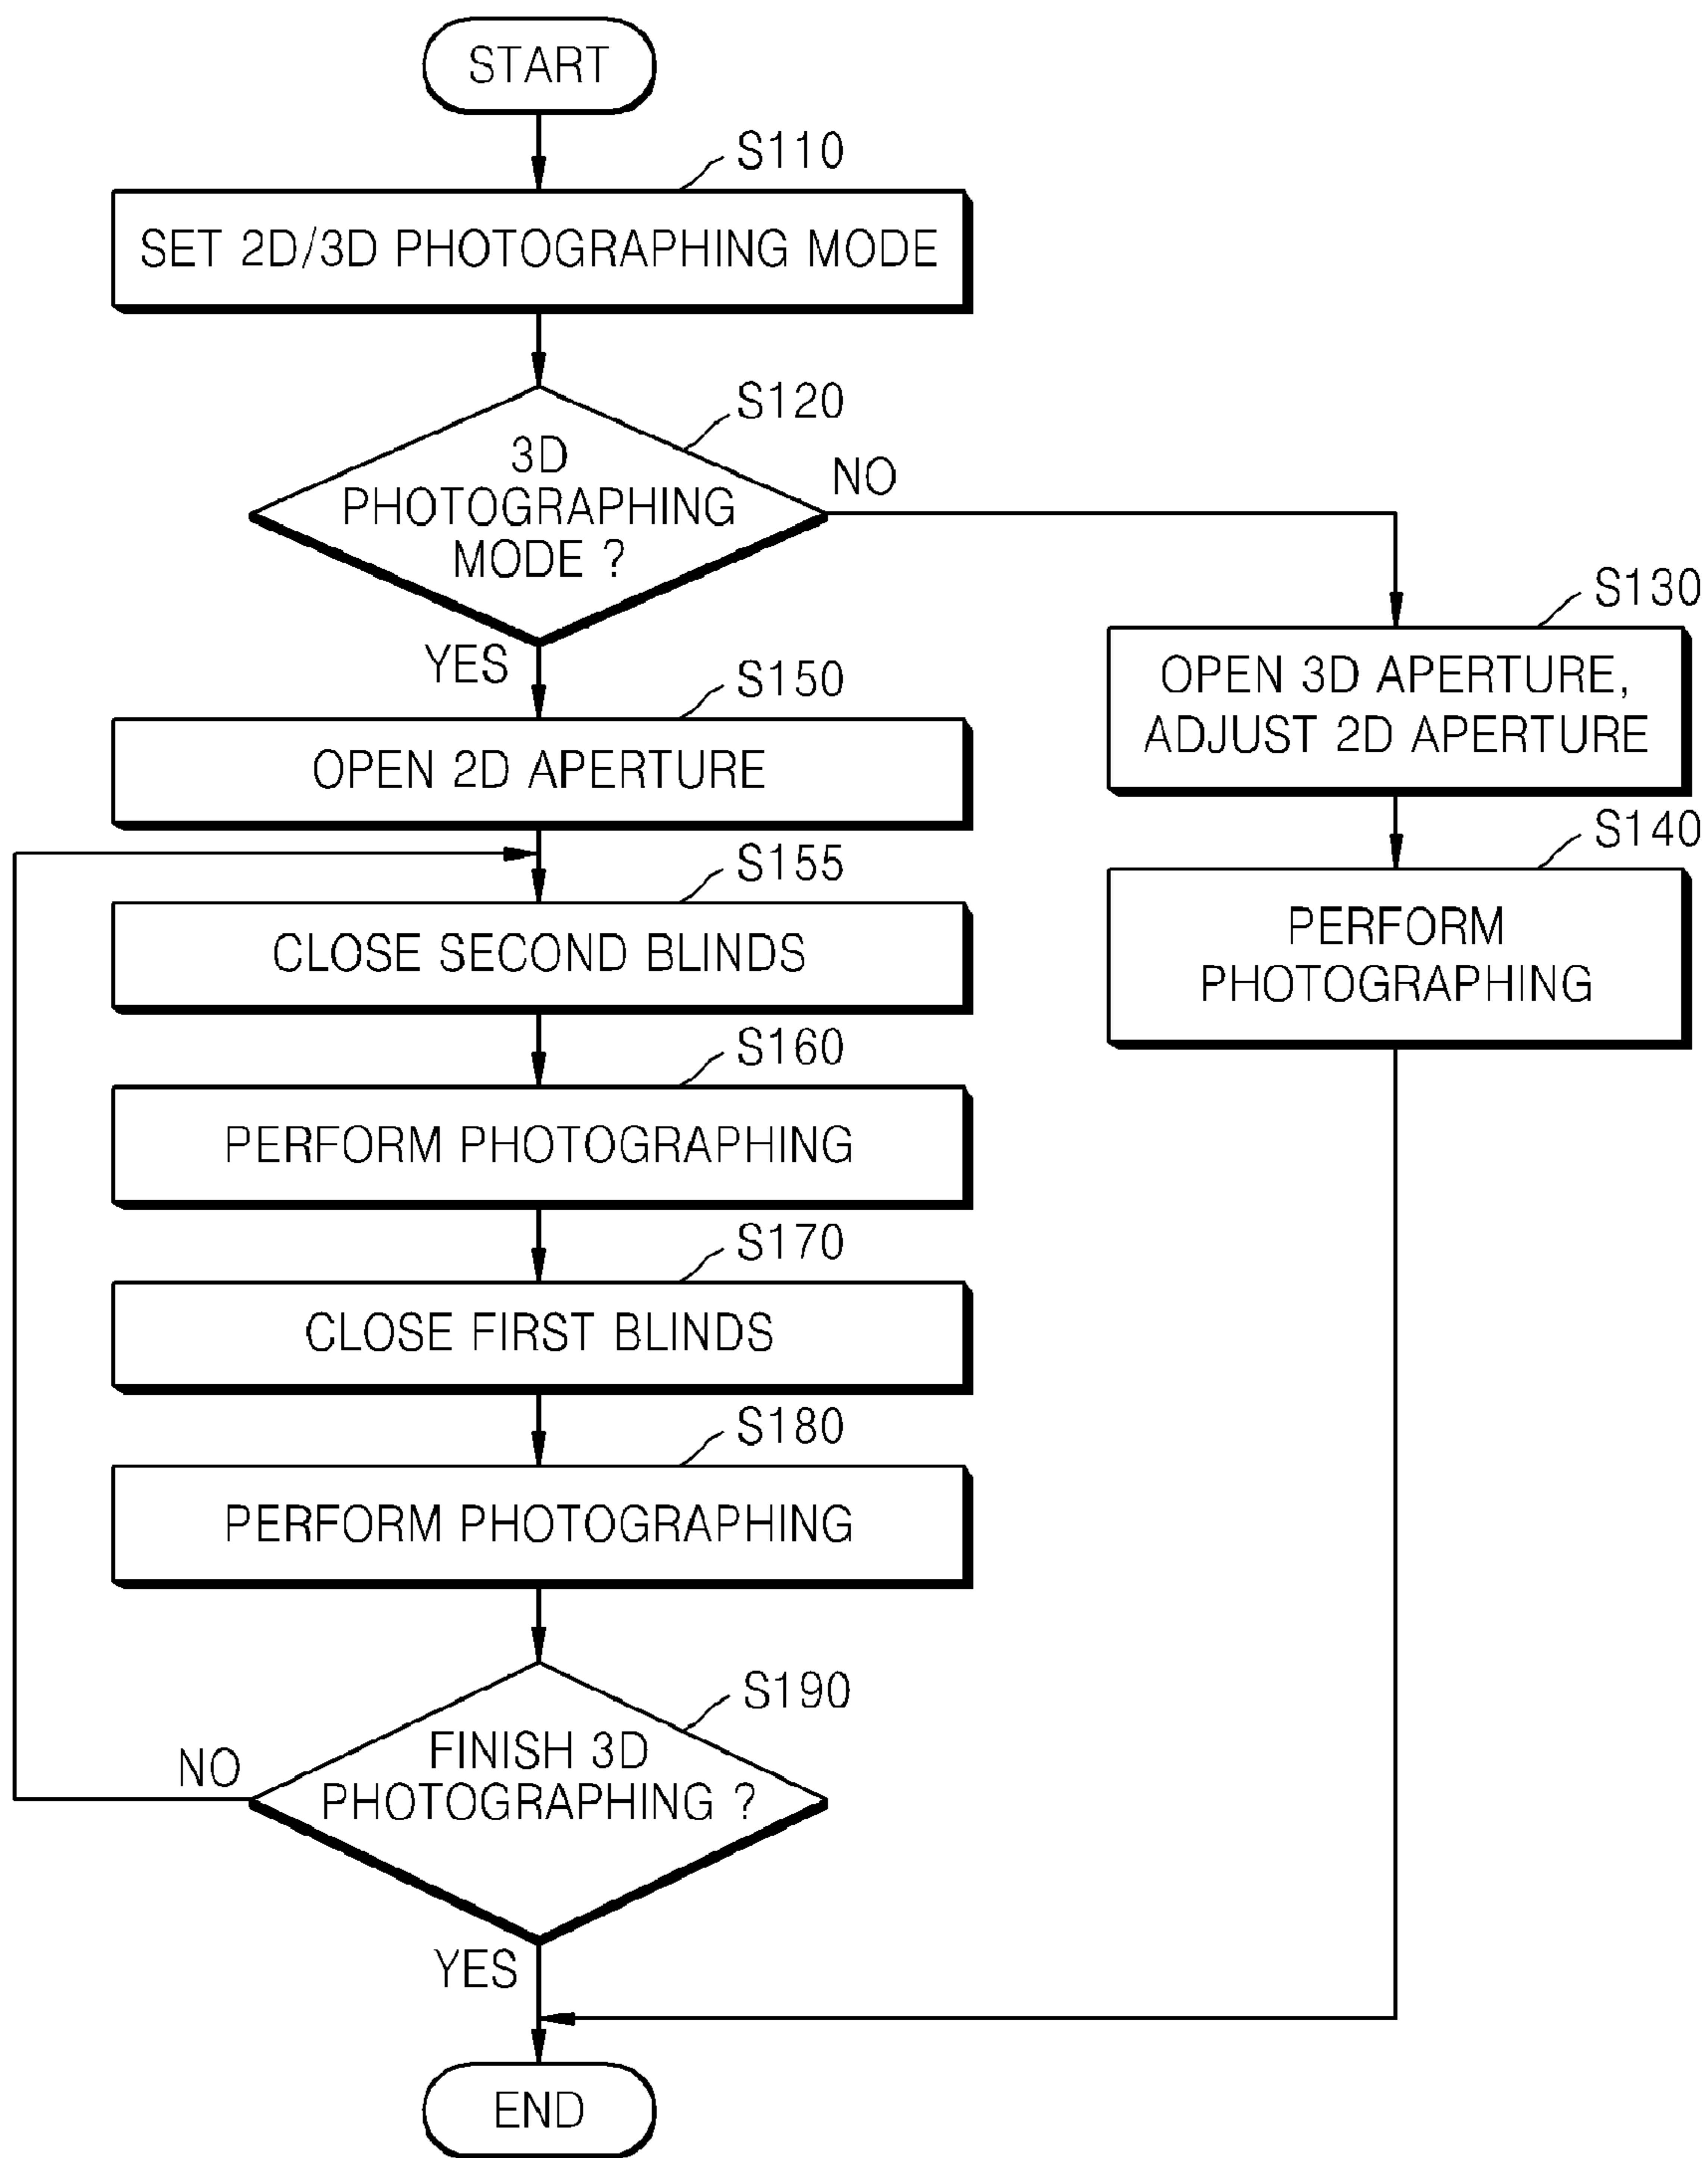 START
S110
SET 2D/3D PHOTOGRAPHING MODE
S120
3D
PHOTOGRAPHING
MODE ?
NO
YES
S130
OPEN 3D APERTURE,
ADJUST 2D APERTURE
S140
PERFORM
PHOTOGRAPHING
S150
OPEN 2D APERTURE
S155
CLOSE SECOND BLINDS
S160
PERFORM PHOTOGRAPHING
S170
CLOSE FIRST BLINDS
S180
PERFORM PHOTOGRAPHING
S190
FINISH 3D
PHOTOGRAPHING ?
NO
YES
END